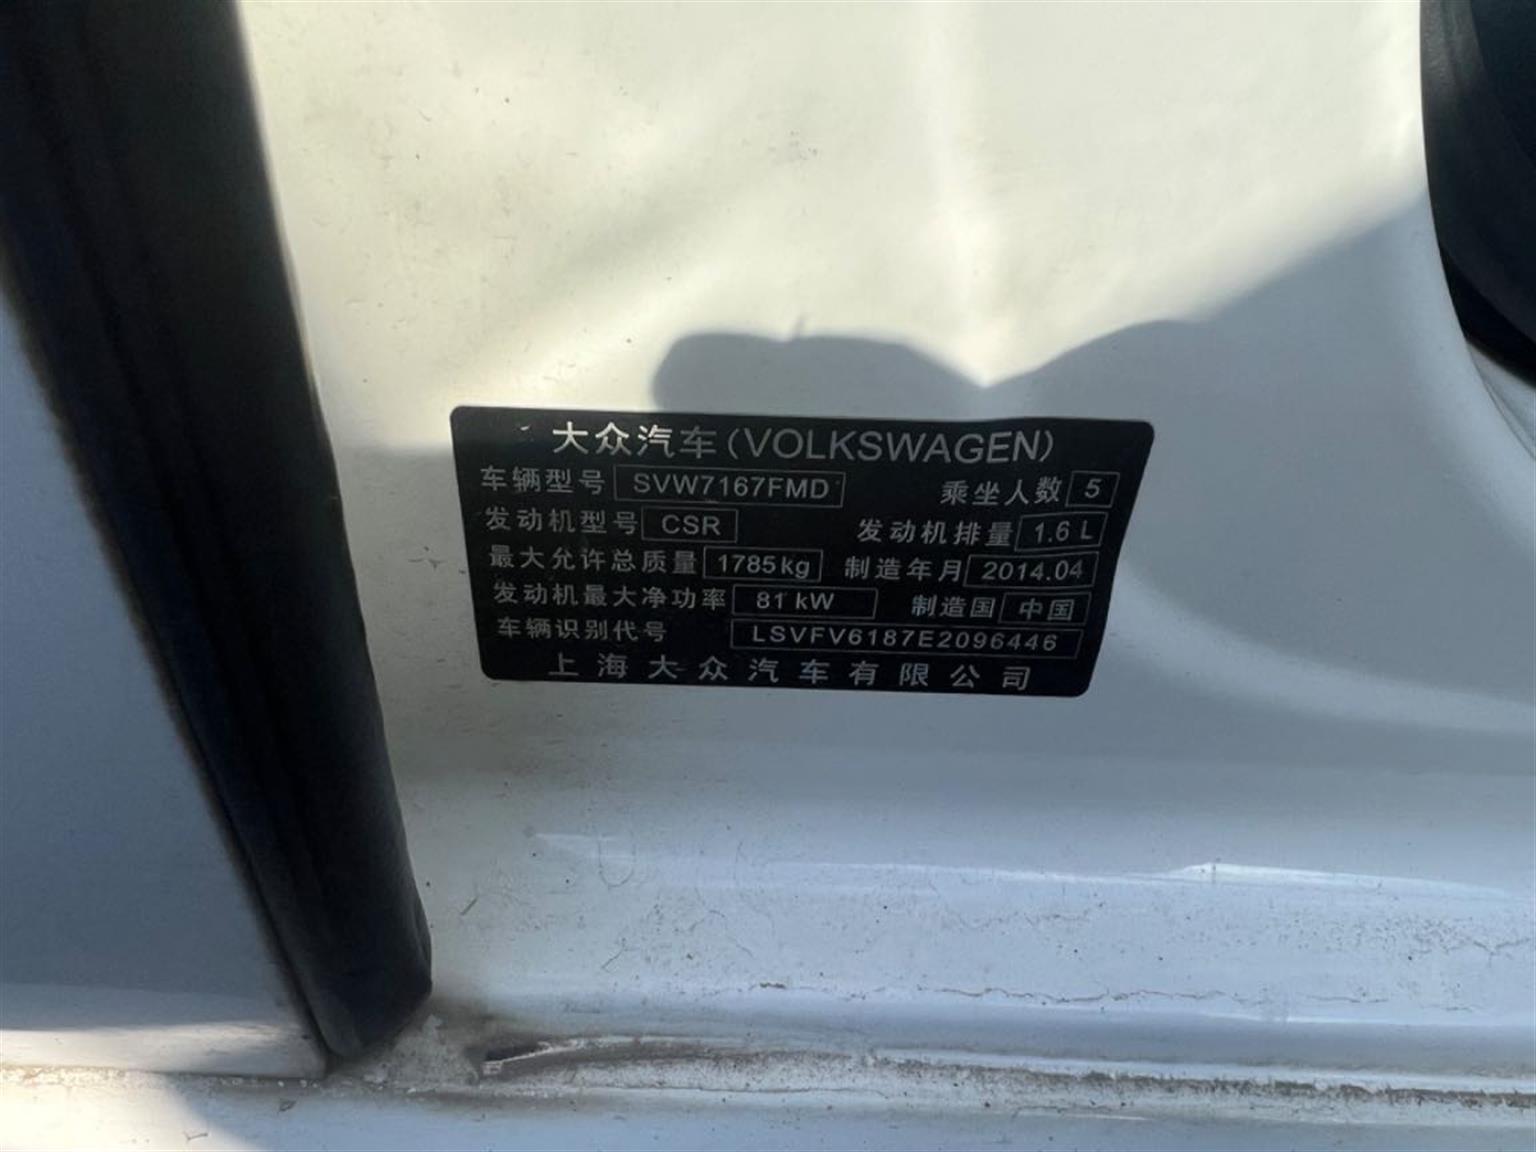 大众汽车(VOLKSWAGEN)
车辆型号 SVW7167FMD 乘坐人数 5
发动机型号 CSR 发动机排量 1.6 L
最大允许总质量 1785kg 制造年月 2014.04
发动机最大净功率 81 kW 制造国 中国
车辆识别代号 LSVFV6187E2096446
上海大众汽车有限公司